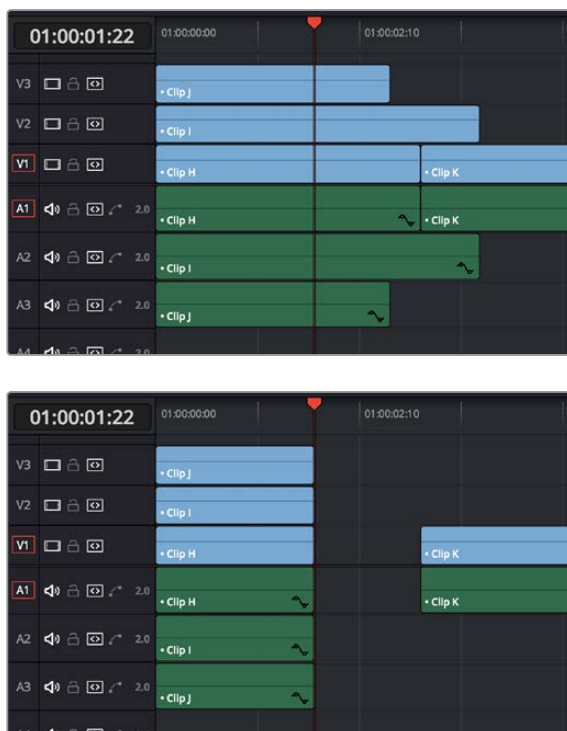 01:00:01:22 01:00:00:00 01:00:02:10
V3 • Clip J
V2 • Clip I
V1 • Clip H • Clip K
A1 2.0 • Clip H • Clip K
A2 2.0 • Clip I
A3 2.0 • Clip J
A4 2.0
01:00:01:22 01:00:00:00 01:00:02:10
V3 • Clip J
V2 • Clip I
V1 • Clip H • Clip K
A1 2.0 • Clip H • Clip K
A2 2.0 • Clip I
A3 2.0 • Clip J